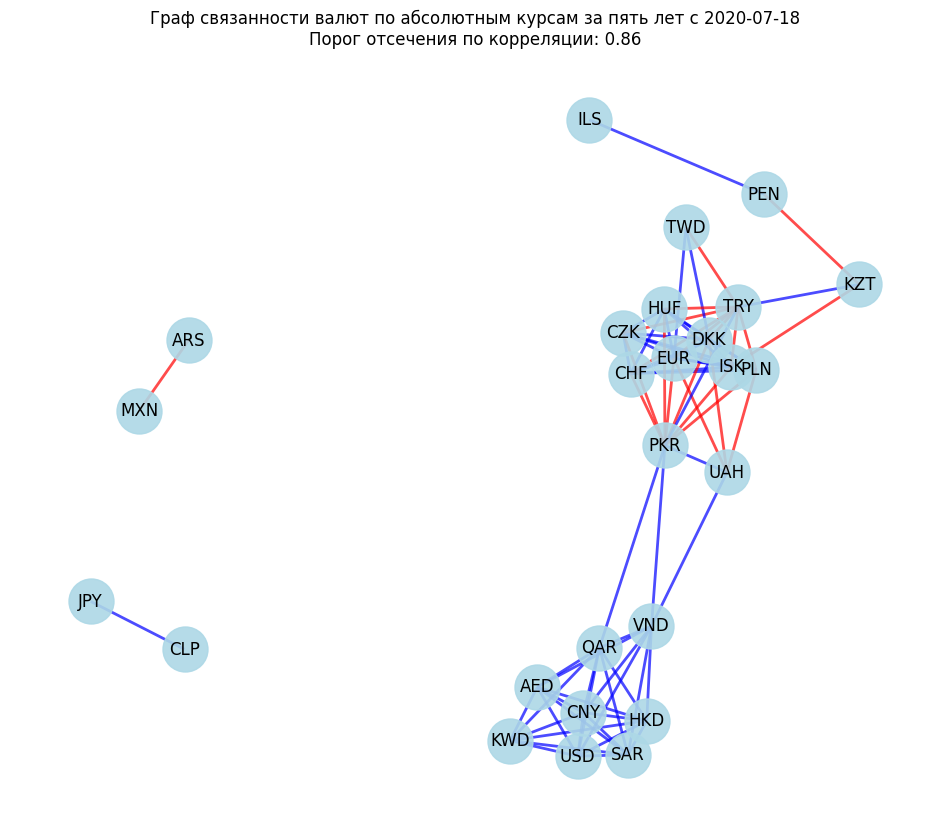 Граф связанности валют по абсолютным курсам за пять лет с 2020-07-18
Порог отсечения по корреляции: 0.86
ILS
PEN
TWD
KZT
HUF
TRY
CZK
DKK
ARS
EUR
ISK
PLN
CHF
MXN
PKR
UAH
JPY
VND
CLP
QAR
AED
CNY
HKD
KWD
USD
SAR